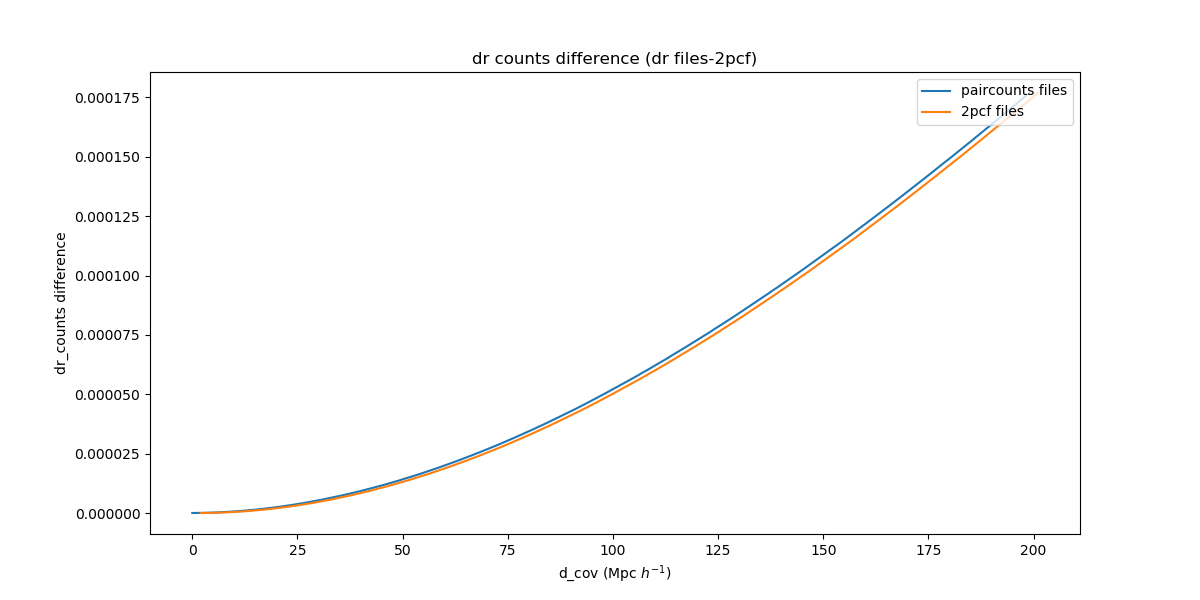 dr counts difference (dr files-2pcf)
paircounts files
2pcf files
dr_counts difference
0.000175
0.000150
0.000125
0.000100
0.000075
0.000050
0.000025
0.000000
0 25 50 75 100 125 150 175 200
d_cov (Mpc h⁻¹)